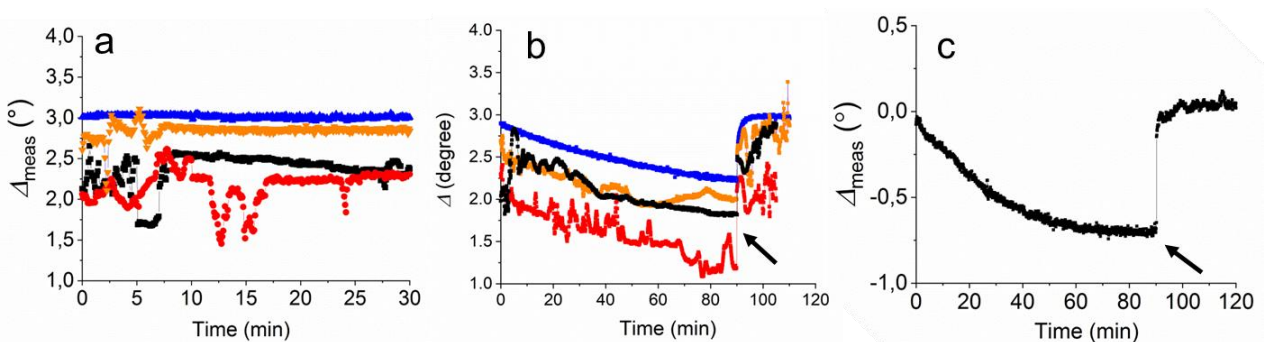 a
4,0
3,5
3,0
2,5
2,0
1,5
1,0
Δmeas (°)
0 5 10 15 20 25 30
Time (min)
b
4.0
3.5
3.0
2.5
2.0
1.5
1.0
Δ (degree)
0 20 40 60 80 100 120
Time (min)
c
0,5
0,0
-0,5
-1,0
Δmeas (°)
0 20 40 60 80 100 120
Time (min)